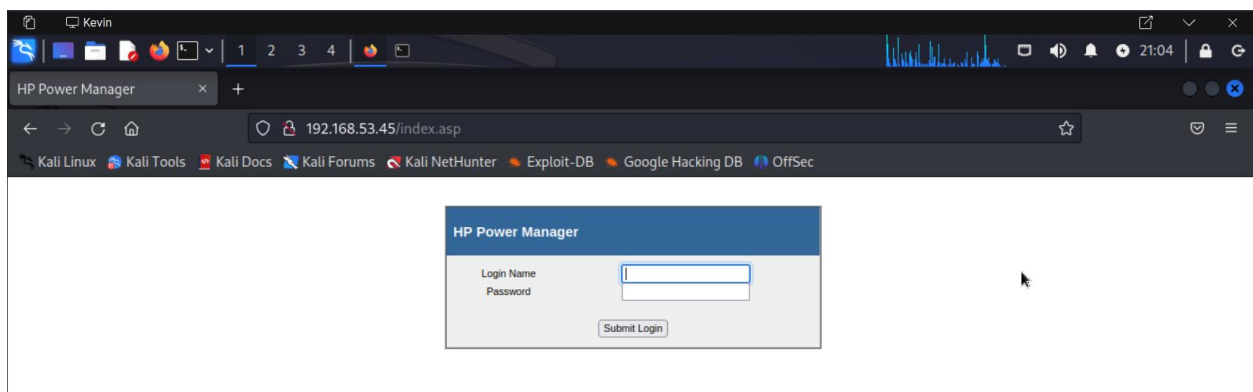 Kevin
1 2 3 4 21:04
HP Power Manager
192.168.53.45/index.asp
Kali Linux Kali Tools Kali Docs Kali Forums Kali NetHunter Exploit-DB Google Hacking DB OffSec
HP Power Manager
Login Name
Password
Submit Login